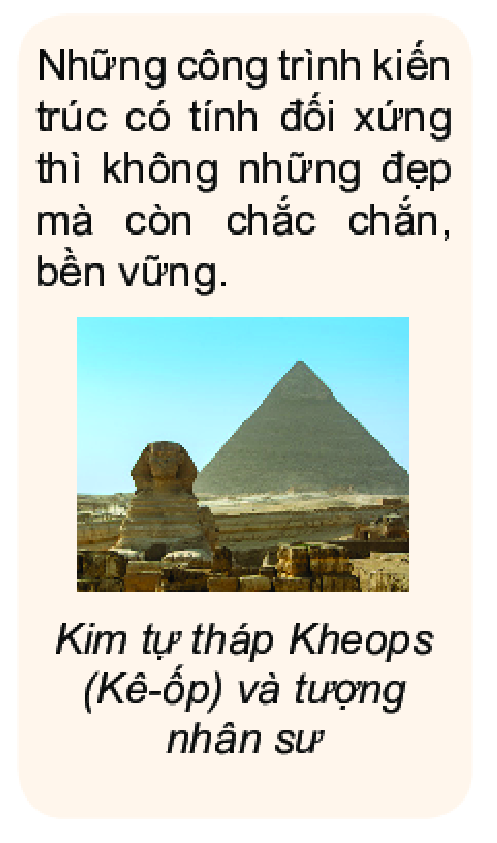 Những công trình kiến
trúc có tính đối xứng
thì không những đẹp
mà còn chắc chắn,
bền vững.
Kim tự tháp Kheops
(Kê-ốp) và tượng
nhân sư